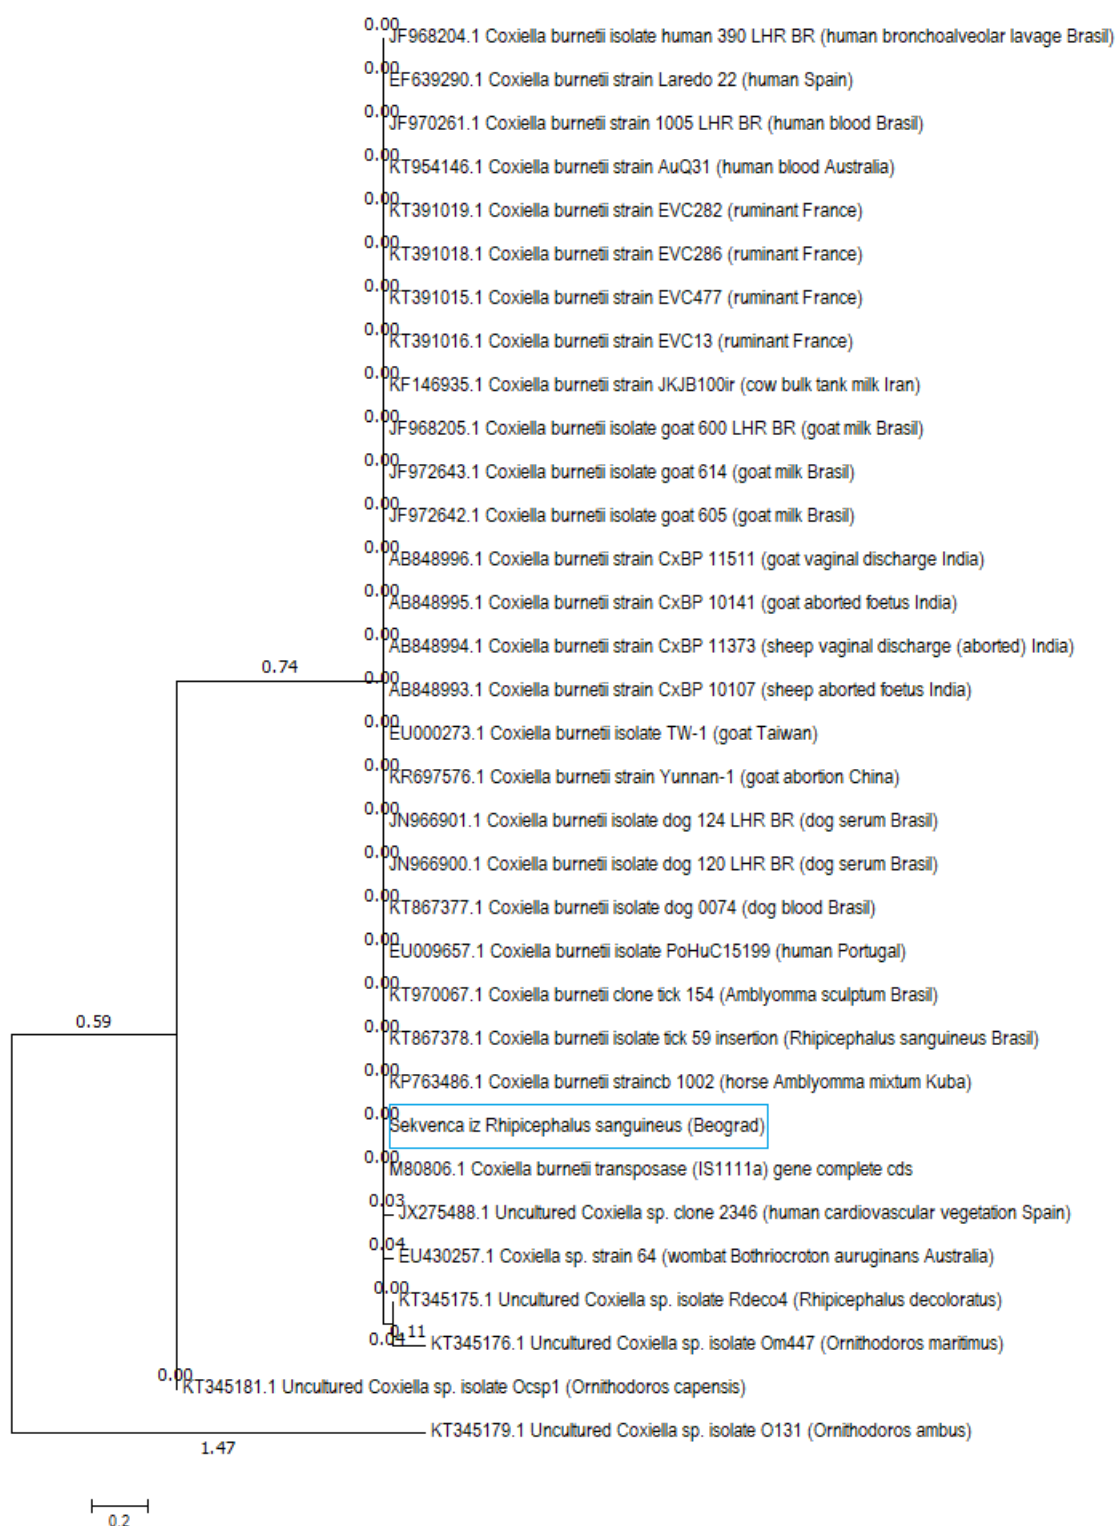 0.00
JF968204.1 Coxiella burnetii isolate human 390 LHR BR (human bronchoalveolar lavage Brasil)
0.00
EF639290.1 Coxiella burnetii strain Laredo 22 (human Spain)
0.00
JF970261.1 Coxiella burnetii strain 1005 LHR BR (human blood Brasil)
0.00
KT954146.1 Coxiella burnetii strain AuQ31 (human blood Australia)
0.00
KT391019.1 Coxiella burnetii strain EVC282 (ruminant France)
0.00
KT391018.1 Coxiella burnetii strain EVC286 (ruminant France)
0.00
KT391015.1 Coxiella burnetii strain EVC477 (ruminant France)
0.00
KT391016.1 Coxiella burnetii strain EVC13 (ruminant France)
0.00
KF146935.1 Coxiella burnetii strain JKJB100ir (cow bulk tank milk Iran)
0.00
JF968205.1 Coxiella burnetii isolate goat 600 LHR BR (goat milk Brasil)
0.00
JF972643.1 Coxiella burnetii isolate goat 614 (goat milk Brasil)
0.00
JF972642.1 Coxiella burnetii isolate goat 605 (goat milk Brasil)
0.00
AB848996.1 Coxiella burnetii strain CxBP 11511 (goat vaginal discharge India)
0.00
AB848995.1 Coxiella burnetii strain CxBP 10141 (goat aborted foetus India)
0.00
AB848994.1 Coxiella burnetii strain CxBP 11373 (sheep vaginal discharge (aborted) India)
0.74
0.00
AB848993.1 Coxiella burnetii strain CxBP 10107 (sheep aborted foetus India)
0.00
EU000273.1 Coxiella burnetii isolate TW-1 (goat Taiwan)
0.00
KR697576.1 Coxiella burnetii strain Yunnan-1 (goat abortion China)
0.00
JN966901.1 Coxiella burnetii isolate dog 124 LHR BR (dog serum Brasil)
0.00
JN966900.1 Coxiella burnetii isolate dog 120 LHR BR (dog serum Brasil)
0.00
KT867377.1 Coxiella burnetii isolate dog 0074 (dog blood Brasil)
0.00
EU009657.1 Coxiella burnetii isolate PoHuC15199 (human Portugal)
0.00
KT970067.1 Coxiella burnetii clone tick 154 (Amblyomma sculptum Brasil)
0.59
0.00
KT867378.1 Coxiella burnetii isolate tick 59 insertion (Rhipicephalus sanguineus Brasil)
0.00
KP763486.1 Coxiella burnetii straincb 1002 (horse Amblyomma mixtum Kuba)
0.00
Sekvenca iz Rhipicephalus sanguineus (Beograd)
0.00
M80806.1 Coxiella burnetii transposase (IS1111a) gene complete cds
0.03
JX275488.1 Uncultured Coxiella sp. clone 2346 (human cardiovascular vegetation Spain)
0.04
EU430257.1 Coxiella sp. strain 64 (wombat Bothriocroton auruginans Australia)
0.00
KT345175.1 Uncultured Coxiella sp. isolate Rdeco4 (Rhipicephalus decoloratus)
0.04
0.11
KT345176.1 Uncultured Coxiella sp. isolate Om447 (Ornithodoros maritimus)
0.00
KT345181.1 Uncultured Coxiella sp. isolate Ocsp1 (Ornithodoros capensis)
KT345179.1 Uncultured Coxiella sp. isolate O131 (Ornithodoros ambus)
1.47
0.2